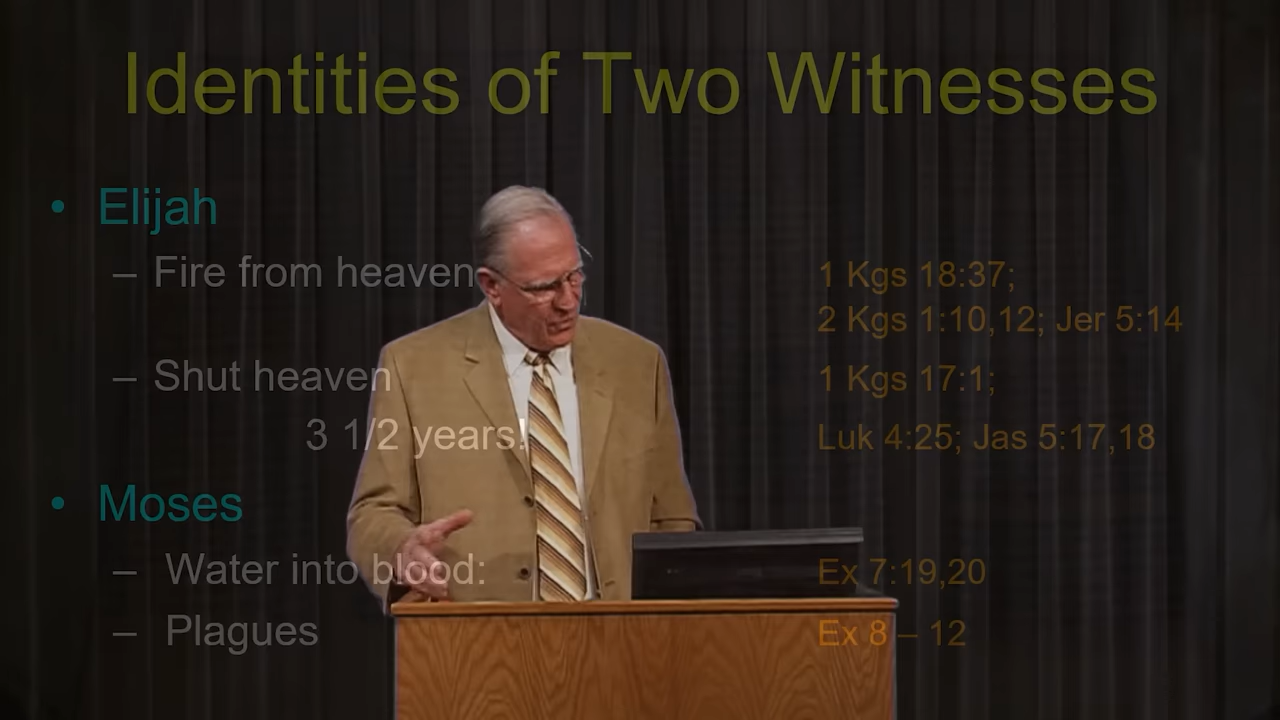 Identities of Two Witnesses
• Elijah
– Fire from heaven 1 Kgs 18:37;
2 Kgs 1:10,12; Jer 5:14
– Shut heaven 1 Kgs 17:1;
3 1/2 years! Luk 4:25; Jas 5:17,18
• Moses
– Water into blood: Ex 7:19,20
– Plagues Ex 8 – 12